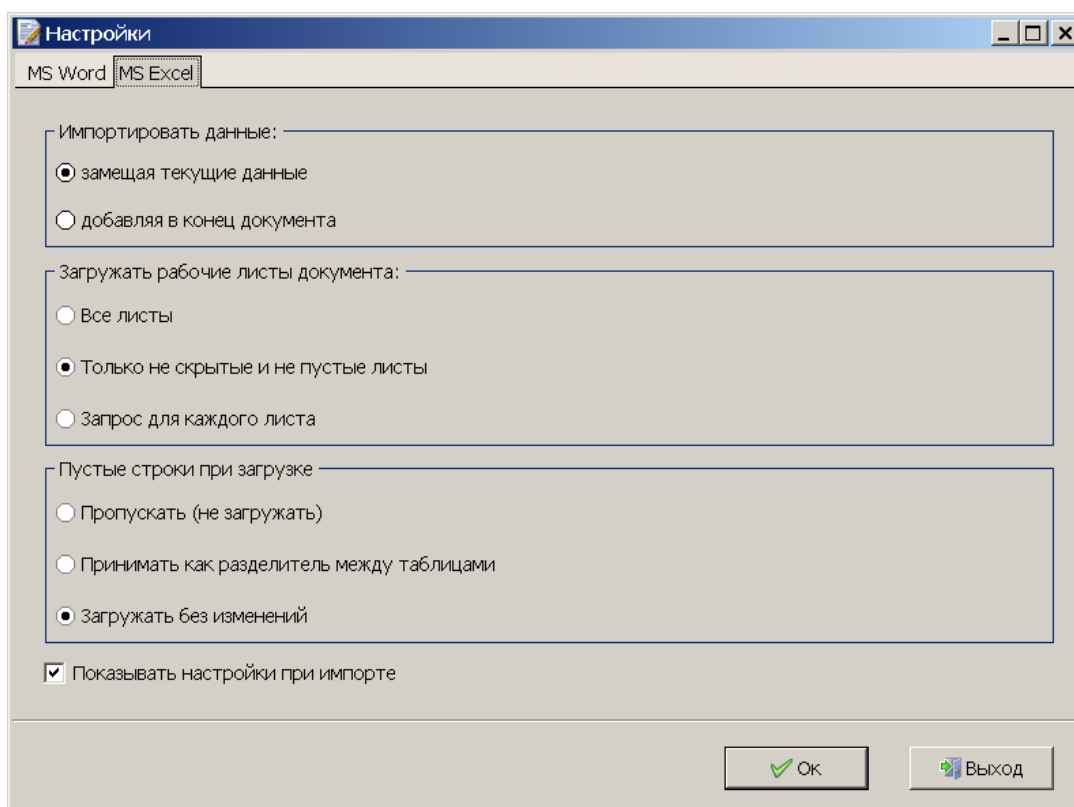 Настройки
MS Word MS Excel
Импортировать данные:
замещая текущие данные
добавляя в конец документа
Загружать рабочие листы документа:
Все листы
Только не скрытые и не пустые листы
Запрос для каждого листа
Пустые строки при загрузке
Пропускать (не загружать)
Принимать как разделитель между таблицами
Загружать без изменений
Показывать настройки при импорте
Ок Выход